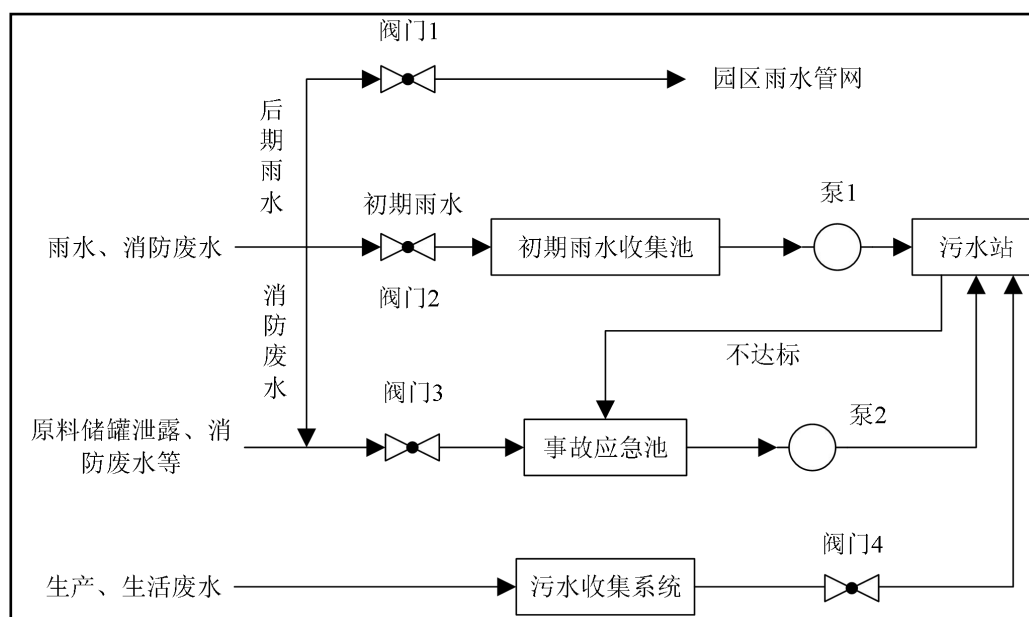 阀门1
园区雨水管网
后期雨水
初期雨水
泵1
雨水、消防废水
初期雨水收集池
污水站
阀门2
消防废水
不达标
阀门3
泵2
原料储罐泄露、消
防废水等
事故应急池
阀门4
生产、生活废水
污水收集系统